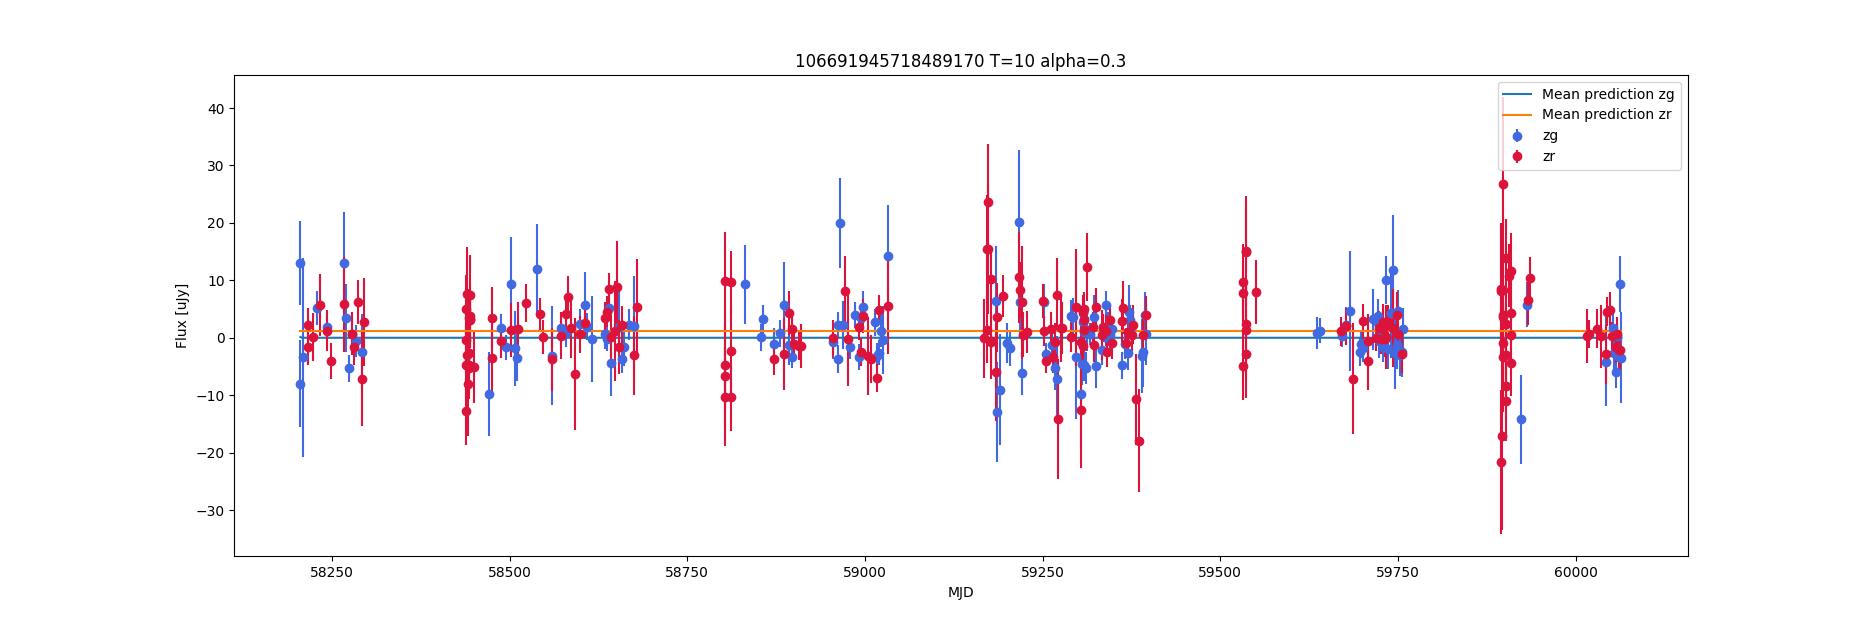 106691945718489170 T=10 alpha=0.3
Mean prediction zg
Mean prediction zr
zg
zr
Flux [uJy]
40
30
20
10
0
−10
−20
−30
58250 58500 58750 59000 59250 59500 59750 60000
MJD